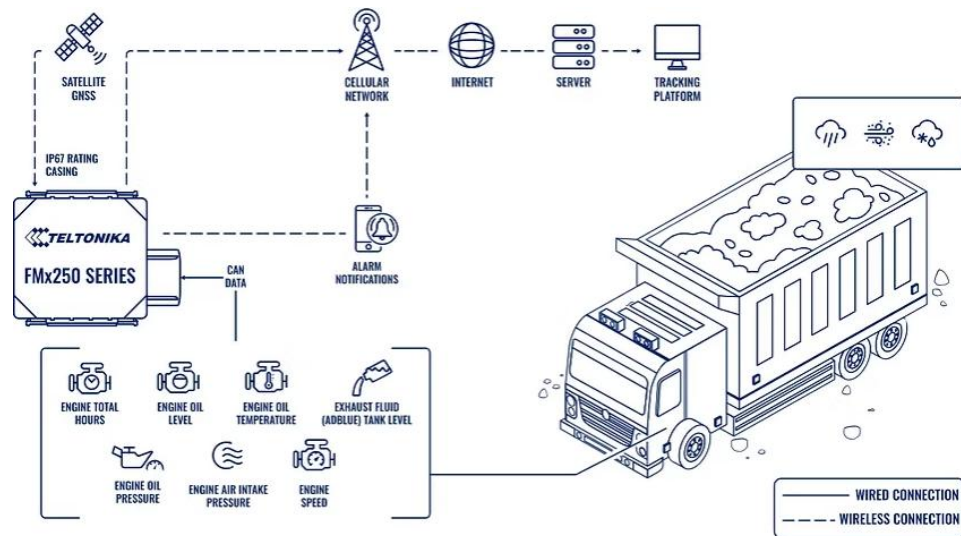 SATELLITE
GNSS
CELLULAR
NETWORK
INTERNET
SERVER
TRACKING
PLATFORM
IP67 RATING
CASING
TELTONIKA
FMx250 SERIES
CAN
DATA
ALARM
NOTIFICATIONS
ENGINE TOTAL
HOURS
ENGINE OIL
LEVEL
ENGINE OIL
TEMPERATURE
EXHAUST FLUID
(ADBLUE) TANK LEVEL
ENGINE OIL
PRESSURE
ENGINE AIR INTAKE
PRESSURE
ENGINE
SPEED
WIRED CONNECTION
WIRELESS CONNECTION